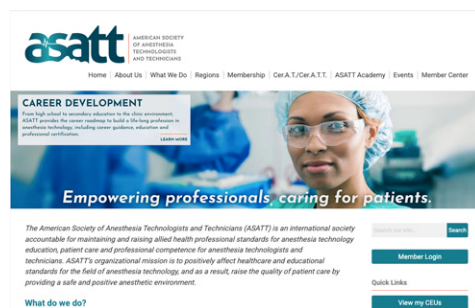 asatt
AMERICAN SOCIETY
OF ANESTHESIA
TECHNOLOGISTS
AND TECHNICIANS
Home About Us What We Do Regions Membership Cer.A.T./Cer.A.T.T. ASATT Academy Events Member Center
CAREER DEVELOPMENT
From high school to secondary education to the clinic environment,
ASATT provides the career roadmap to build a life-long profession in
anesthesia technology, including career guidance, education and
professional certification.
LEARN MORE
Empowering professionals, caring for patients.
The American Society of Anesthesia Technologists and Technicians (ASATT) is an international society
accountable for maintaining and raising allied health professional standards for anesthesia technology
education, patient care and professional competence for anesthesia technologists and
technicians. ASATT's organizational mission is to positively affect healthcare and educational
standards for the field of anesthesia technology, and as a result, raise the quality of patient care by
providing a safe and positive anesthetic environment.
What do we do?
Search
Member Login
Quick Links
View my CEUs